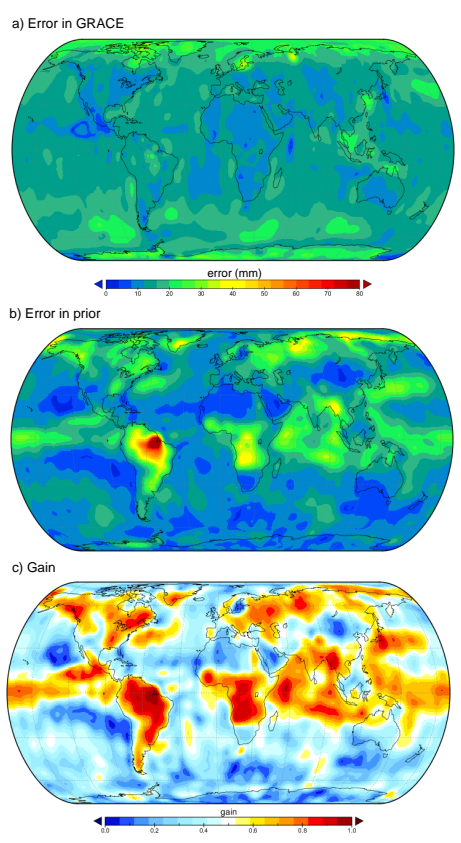 a) Error in GRACE
error (mm)
0 10 20 30 40 50 60 70 80
b) Error in prior
c) Gain
gain
0.0 0.2 0.4 0.6 0.8 1.0